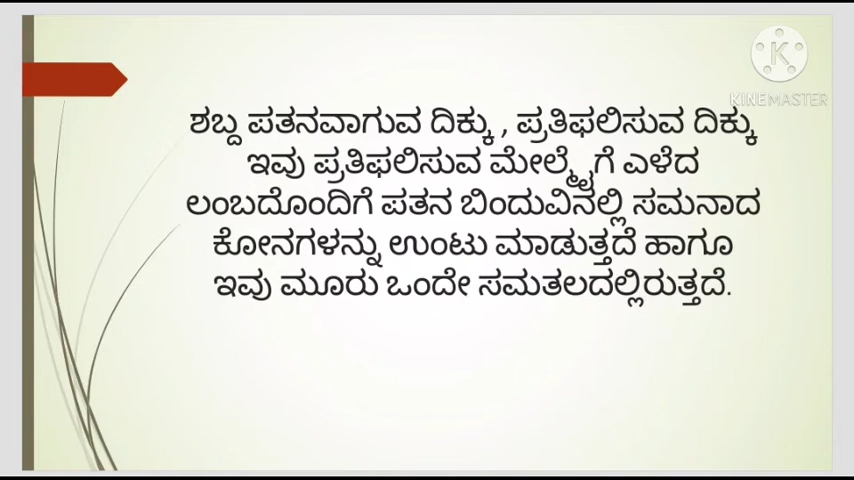 KINEMASTER
ಶಬ್ದ ಪತನವಾಗುವ ದಿಕ್ಕು , ಪ್ರತಿಫಲಿಸುವ ದಿಕ್ಕು
ಇವು ಪ್ರತಿಫಲಿಸುವ ಮೇಲ್ಮೈಗೆ ಎಳೆದ
ಲಂಬದೊಂದಿಗೆ ಪತನ ಬಿಂದುವಿನಲ್ಲಿ ಸಮನಾದ
ಕೋನಗಳನ್ನು ಉಂಟು ಮಾಡುತ್ತದೆ ಹಾಗೂ
ಇವು ಮೂರು ಒಂದೇ ಸಮತಲದಲ್ಲಿರುತ್ತದೆ.